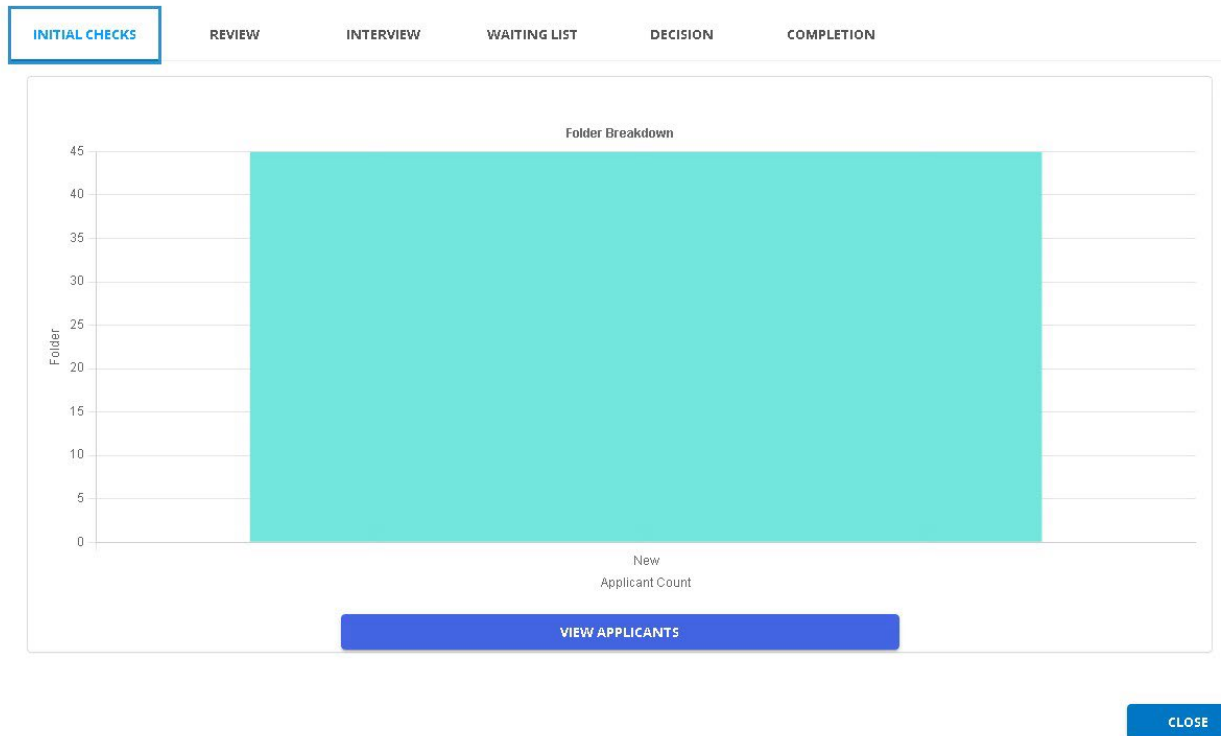 INITIAL CHECKS REVIEW INTERVIEW WAITING LIST DECISION COMPLETION
Folder Breakdown
45
40
35
30
25
20
15
10
5
0
Folder
New
Applicant Count
VIEW APPLICANTS
CLOSE